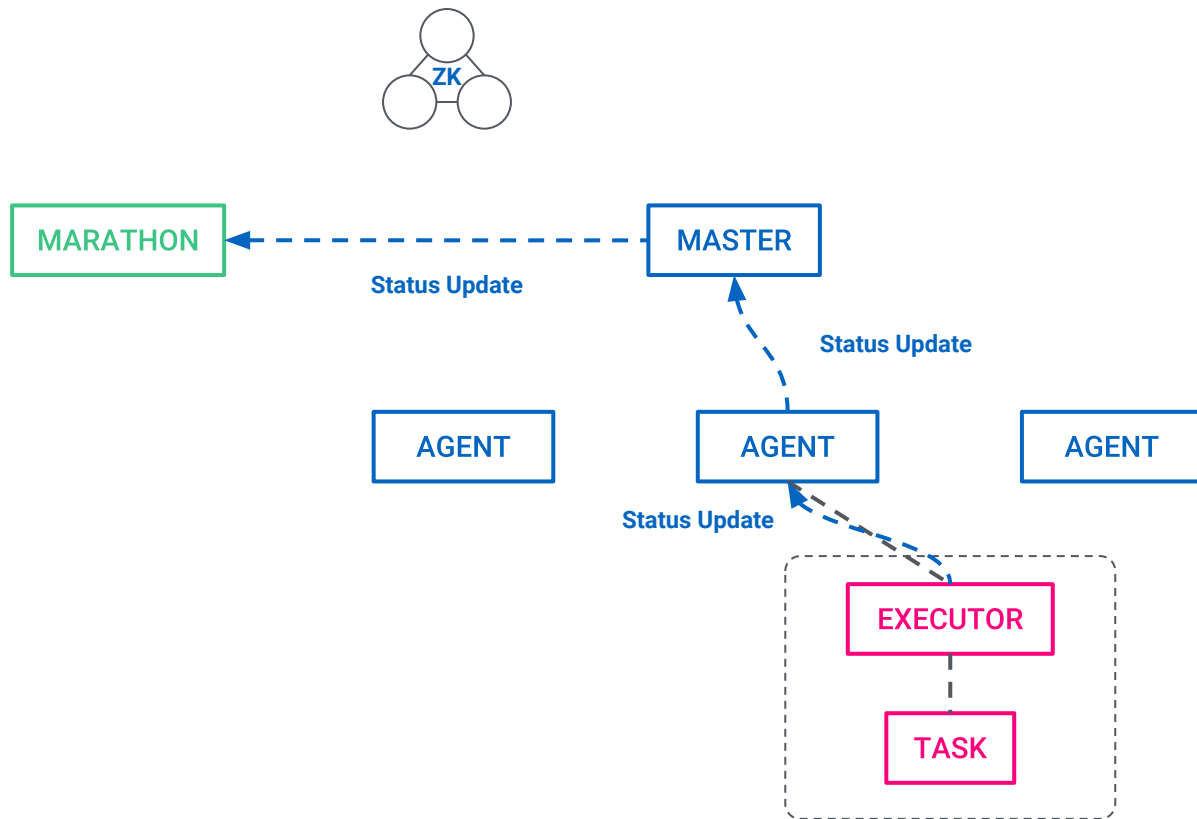 ZK
MARATHON
MASTER
Status Update
Status Update
AGENT
AGENT
AGENT
Status Update
EXECUTOR
TASK